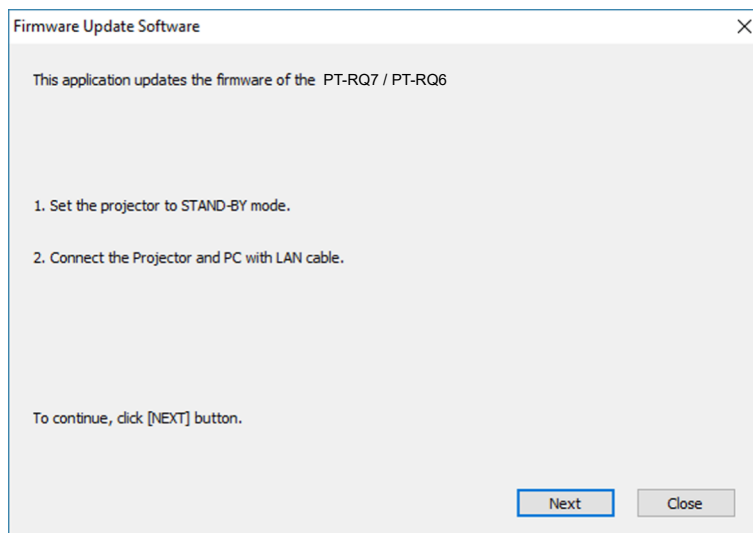 Firmware Update Software
This application updates the firmware of the PT-RQ7 / PT-RQ6
1. Set the projector to STAND-BY mode.
2. Connect the Projector and PC with LAN cable.
To continue, click [NEXT] button.
Next Close